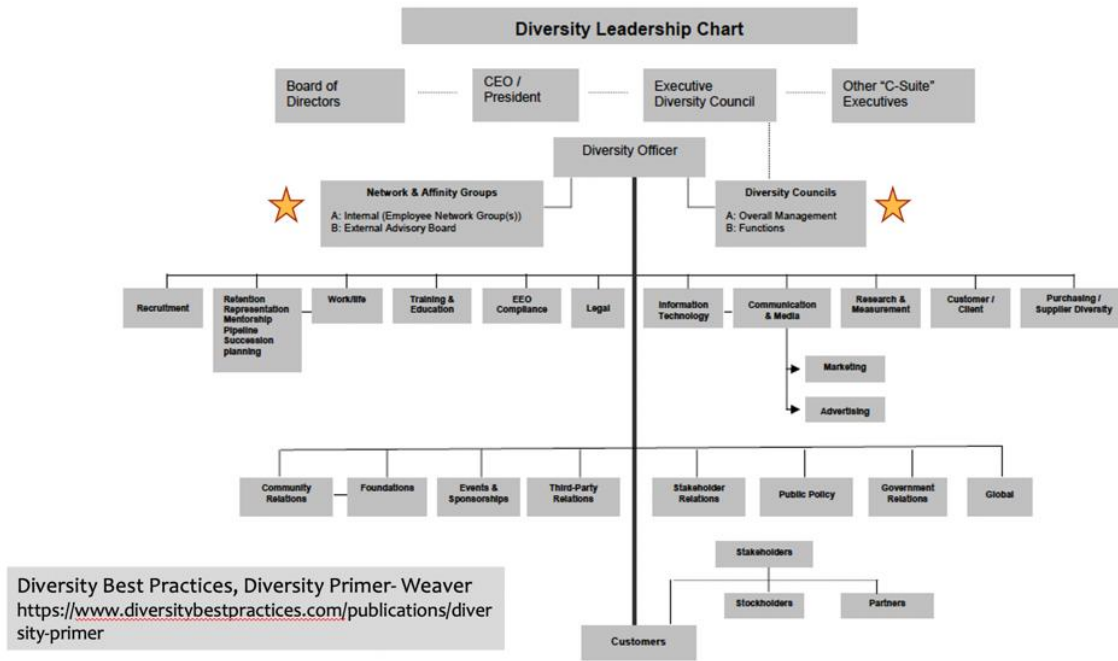 Diversity Leadership Chart
Board of
Directors
CEO /
President
Executive
Diversity Council
Other “C-Suite”
Executives
Diversity Officer
Network & Affinity Groups
A: Internal (Employee Network Group(s))
B: External Advisory Board
Diversity Councils
A: Overall Management
B: Functions
Recruitment
Retention
Representation
Mentorship
Pipeline
Succession
planning
Work/life
Training &
Education
EEO
Compliance
Legal
Information
Technology
Communication
& Media
Research &
Measurement
Customer /
Client
Purchasing /
Supplier Diversity
Marketing
Advertising
Community
Relations
Foundations
Events &
Sponsorships
Third-Party
Relations
Stakeholder
Relations
Public Policy
Government
Relations
Global
Stakeholders
Stockholders
Partners
Customers
Diversity Best Practices, Diversity Primer- Weaver
https://www.diversitybestpractices.com/publications/diver
sity-primer